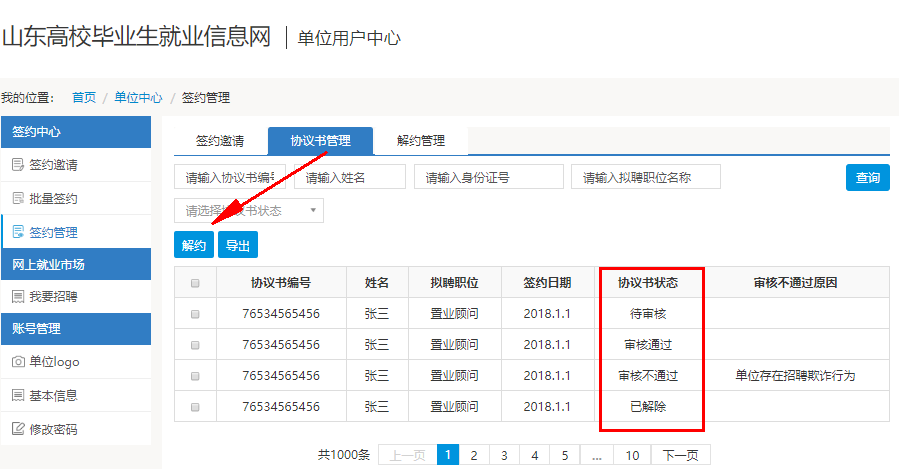 山东高校毕业生就业信息网 | 单位用户中心
我的位置： 首页 / 单位中心 / 签约管理
签约中心
签约邀请
批量签约
签约管理
网上就业市场
我要招聘
账号管理
单位logo
基本信息
修改密码
签约邀请 协议书管理 解约管理
请输入协议书编号 请输入姓名 请输入身份证号 请输入拟聘职位名称 查询
请选择协议书状态
解约 导出
协议书编号 姓名 拟聘职位 签约日期 协议书状态 审核不通过原因
76534565456 张三 置业顾问 2018.1.1 待审核
76534565456 张三 置业顾问 2018.1.1 审核通过
76534565456 张三 置业顾问 2018.1.1 审核不通过 单位存在招聘欺诈行为
76534565456 张三 置业顾问 2018.1.1 已解除
共1000条 上一页 1 2 3 4 5 ... 10 下一页